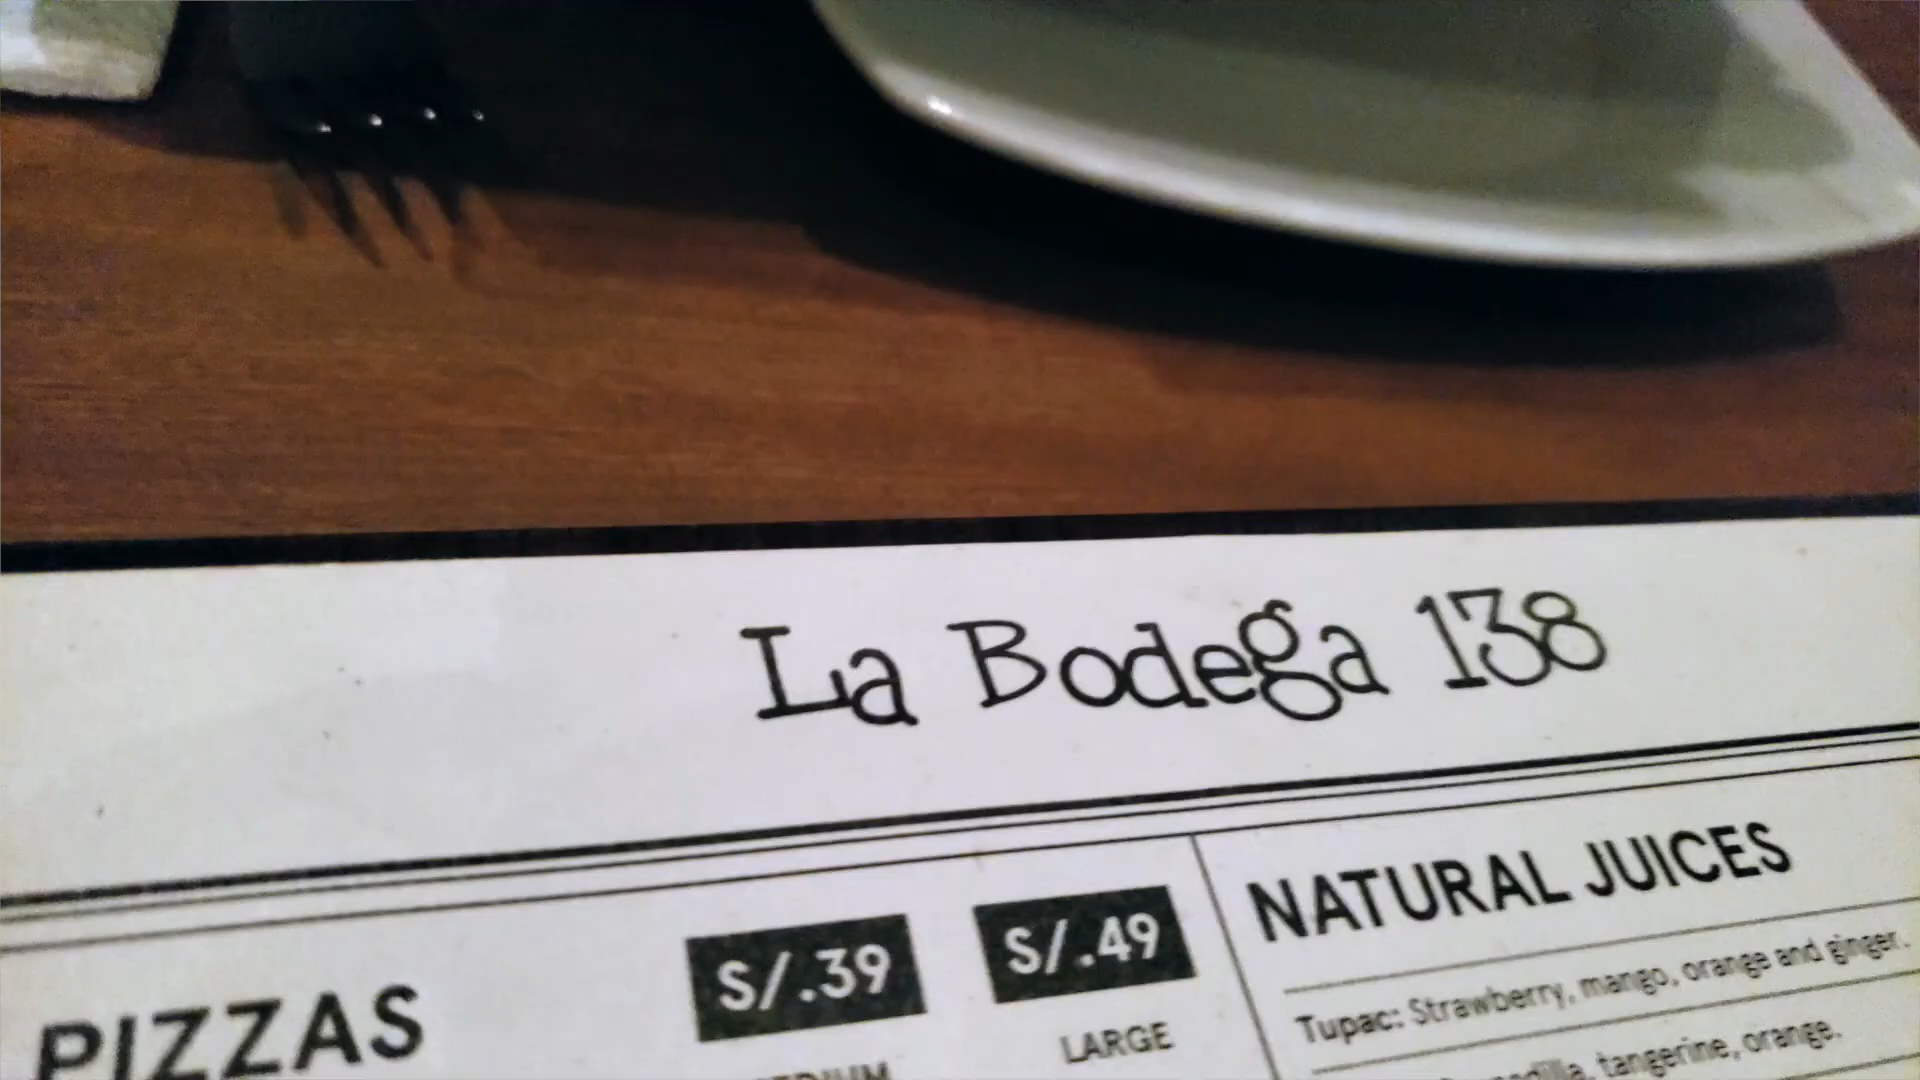 La Bodega 138
PIZZAS
S/.39
S/.49
LARGE
NATURAL JUICES
Tupac: Strawberry, mango, orange and ginger.
tangerine, orange.